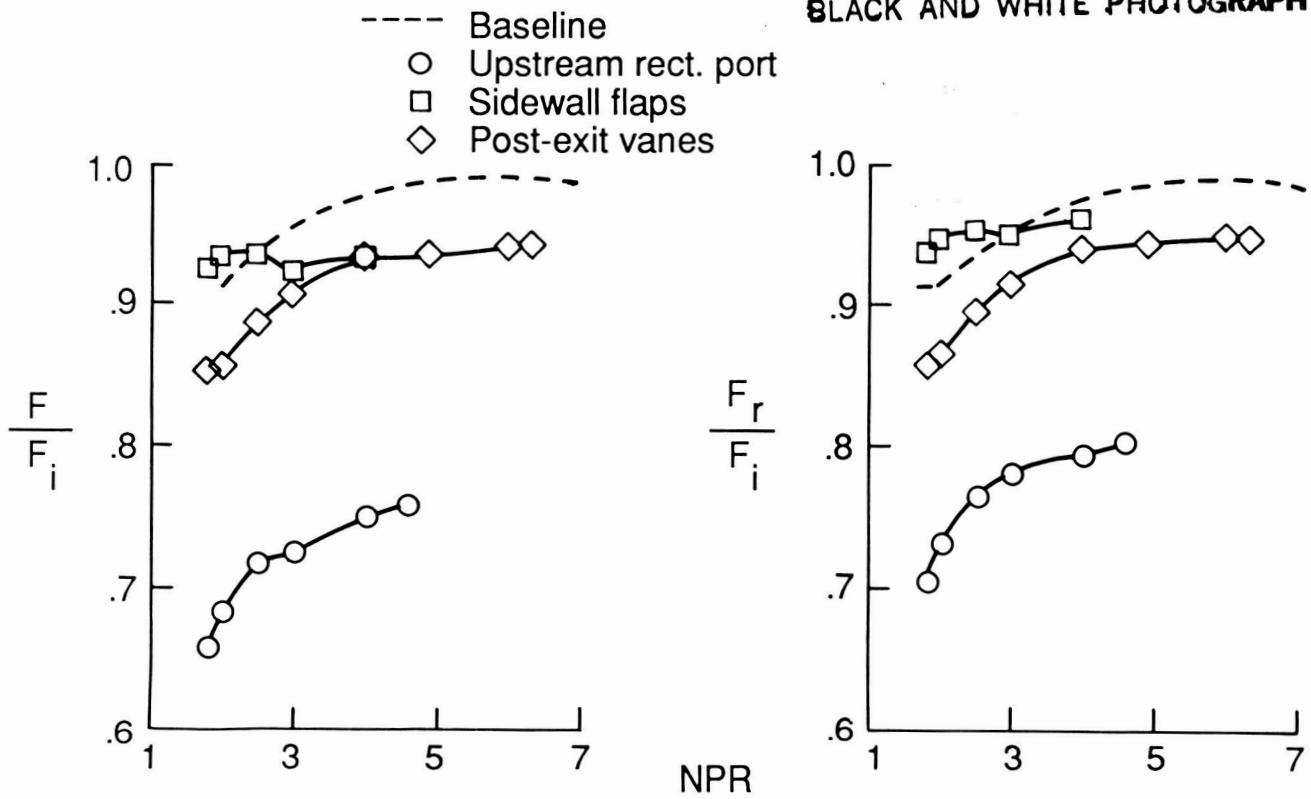 BLACK AND WHITE PHOTOGRAPH
Baseline
Upstream rect. port
Sidewall flaps
Post-exit vanes
1.0
.9
.8
.7
.6
F
F i
1
3
5
7
NPR
1.0
.9
.8
.7
.6
F r
F i
1
3
5
7